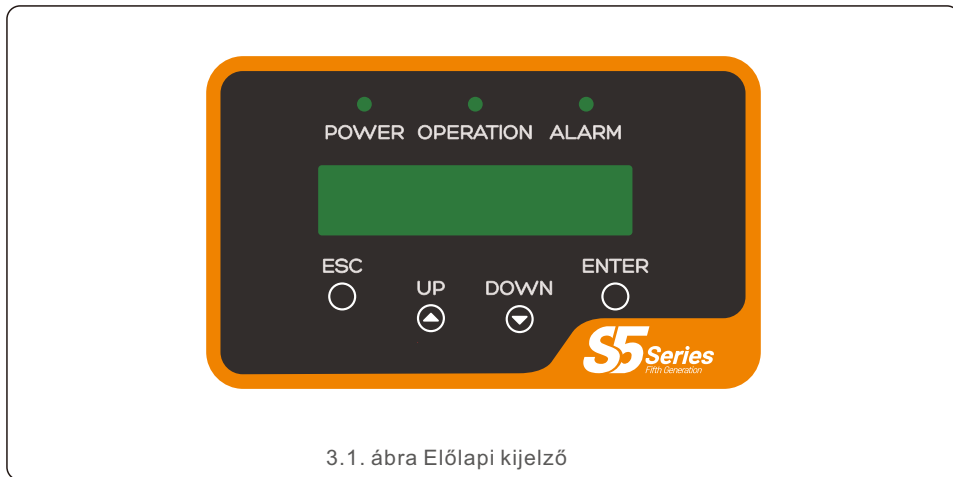 POWER OPERATION ALARM
ESC
UP
DOWN
ENTER
S5 Series
Fifth Generation
3.1. ábra Előlapi kijelző